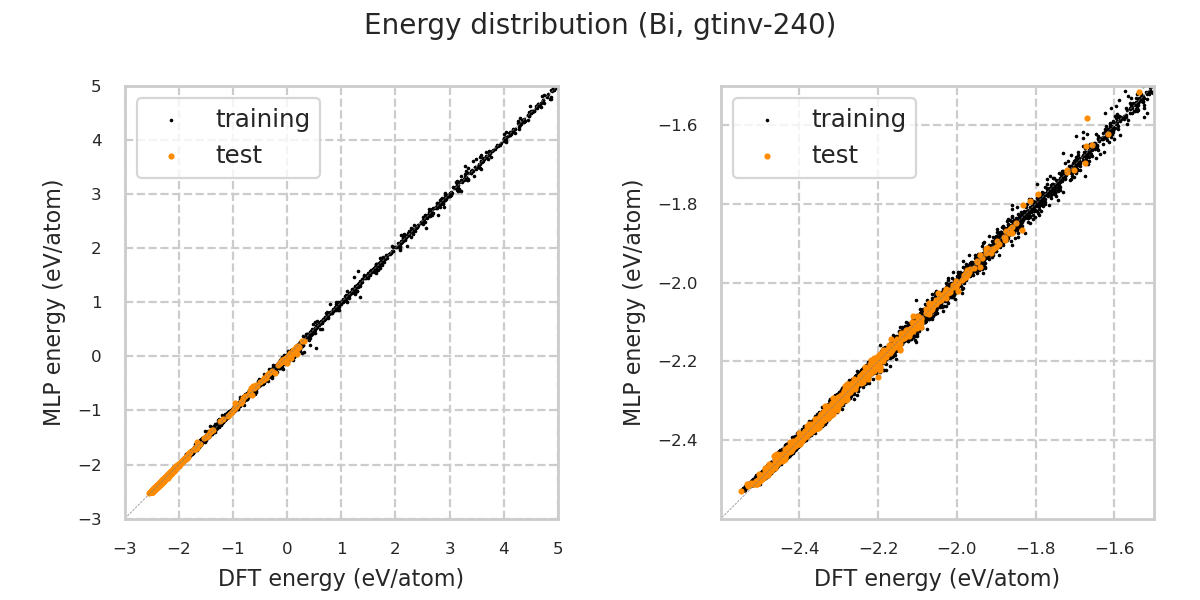 Energy distribution (Bi, gtinv-240)
MLP energy (eV/atom)
5
4
3
2
1
0
−1
−2
−3
training
test
−3 −2 −1 0 1 2 3 4 5
DFT energy (eV/atom)
MLP energy (eV/atom)
−1.6
−1.8
−2.0
−2.2
−2.4
training
test
−2.4 −2.2 −2.0 −1.8 −1.6
DFT energy (eV/atom)